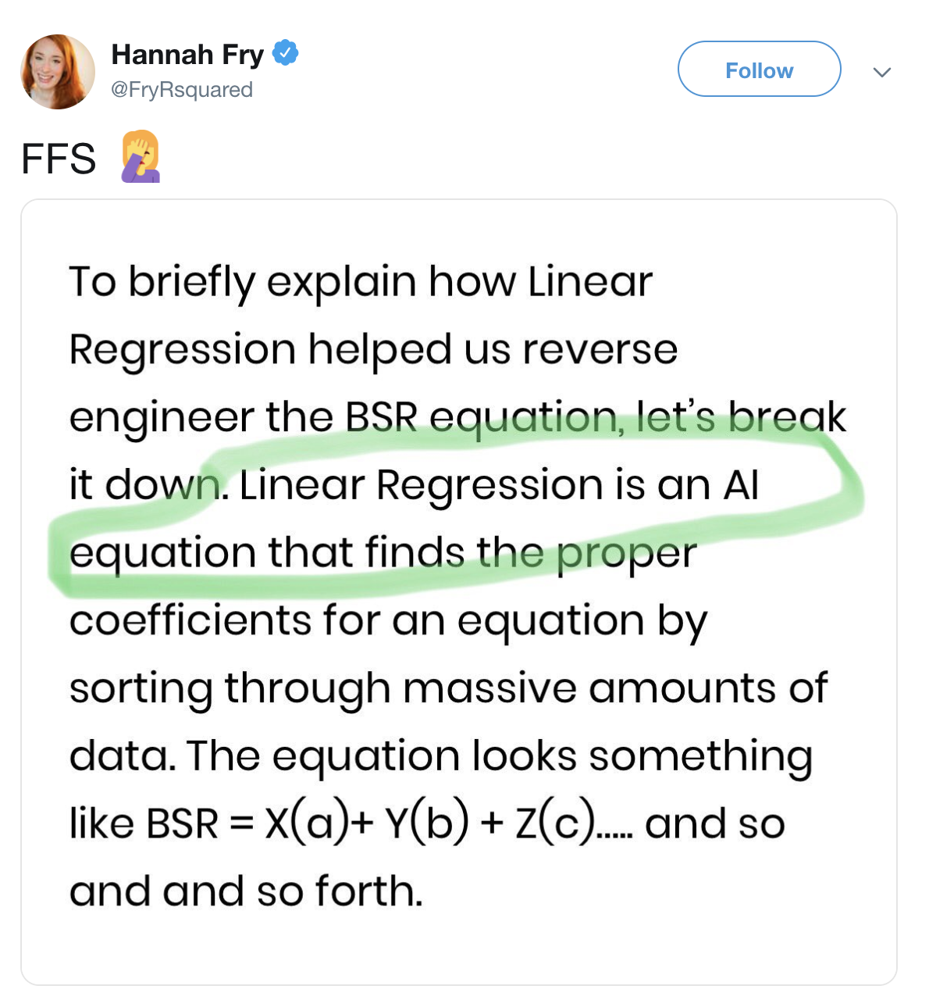 Hannah Fry
@FryRsquared
Follow
FFS 🤦‍♀️
To briefly explain how Linear
Regression helped us reverse
engineer the BSR equation, let's break
it down. Linear Regression is an AI
equation that finds the proper
coefficients for an equation by
sorting through massive amounts of
data. The equation looks something
like BSR = X(a)+ Y(b) + Z(c)..... and so
and and so forth.